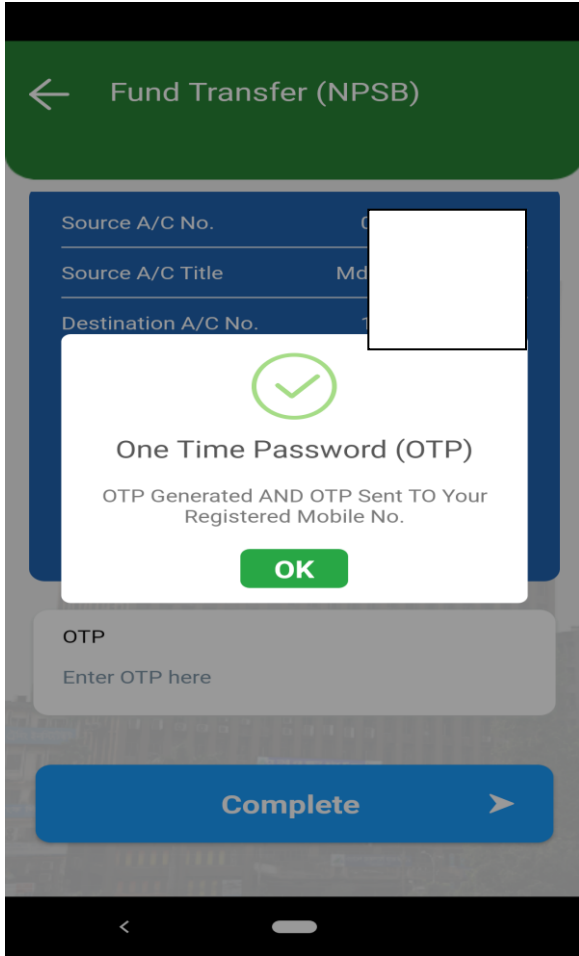 Fund Transfer (NPSB)
Source A/C No.
Source A/C Title Md
Destination A/C No.
One Time Password (OTP)
OTP Generated AND OTP Sent TO Your
Registered Mobile No.
OK
OTP
Enter OTP here
Complete